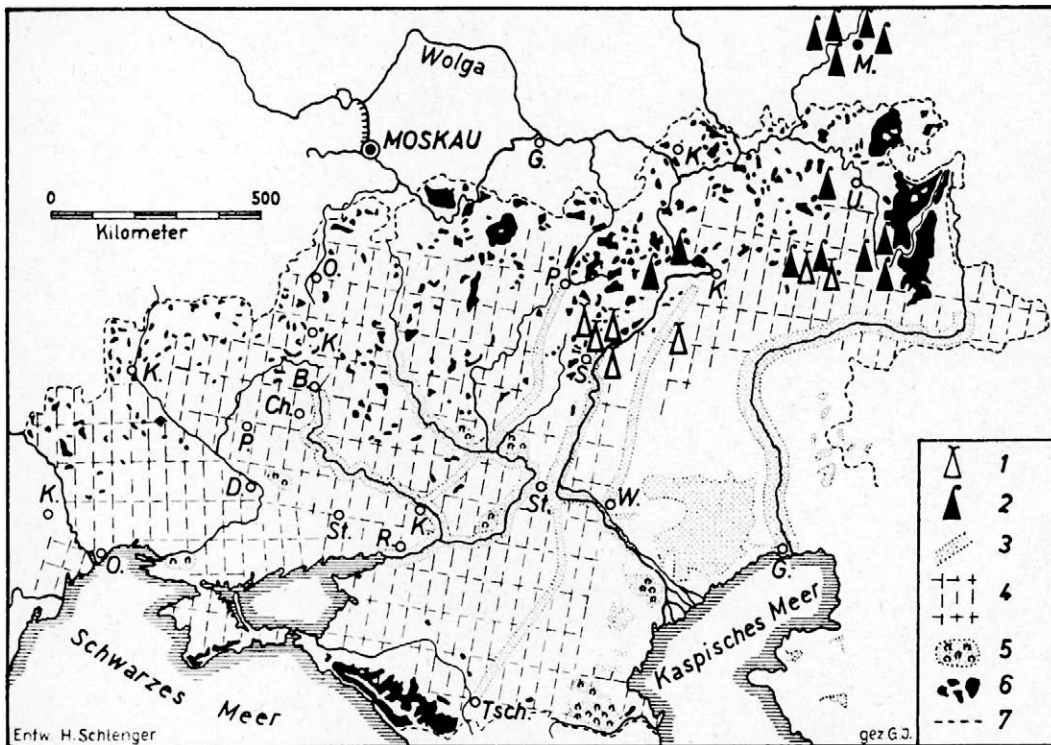 Wolga
M.
MOSKAU
G.
K.
0 500
Kilometer
U.
O.
P.
K.
K.
K.
B.
S.
Ch.
P.
K.
D.
St.
St.
K.
W.
R.
O.
G.
Schwarzes
Meer
Kaspisches Meer
Tsch.
1
2
3
4
5
6
7
Entw. H. Schlenger
gez G.J.